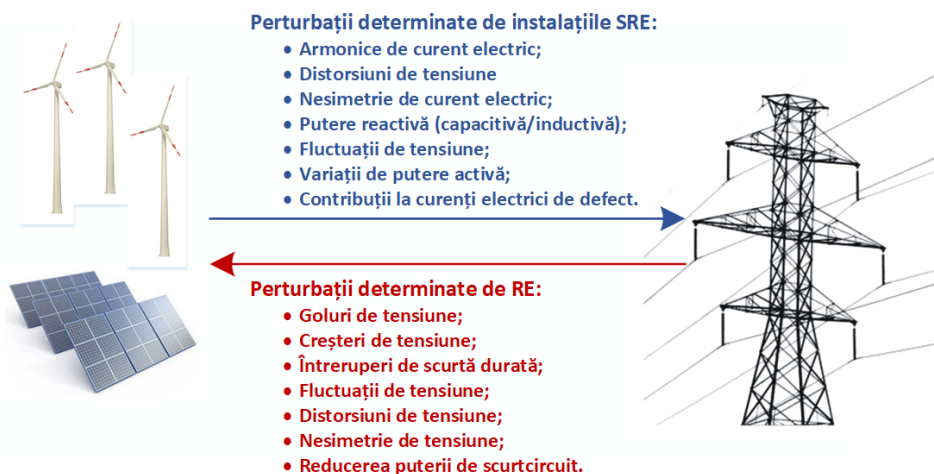 Perturbații determinate de instalațiile SRE:
• Armonice de curent electric;
• Distorsiuni de tensiune
• Nesimetrie de curent electric;
• Putere reactivă (capacitivă/inductivă);
• Fluctuații de tensiune;
• Variații de putere activă;
• Contribuții la curenți electrici de defect.
Perturbații determinate de RE:
• Goluri de tensiune;
• Creșteri de tensiune;
• Întreruperi de scurtă durată;
• Fluctuații de tensiune;
• Distorsiuni de tensiune;
• Nesimetrie de tensiune;
• Reducerea puterii de scurtcircuit.